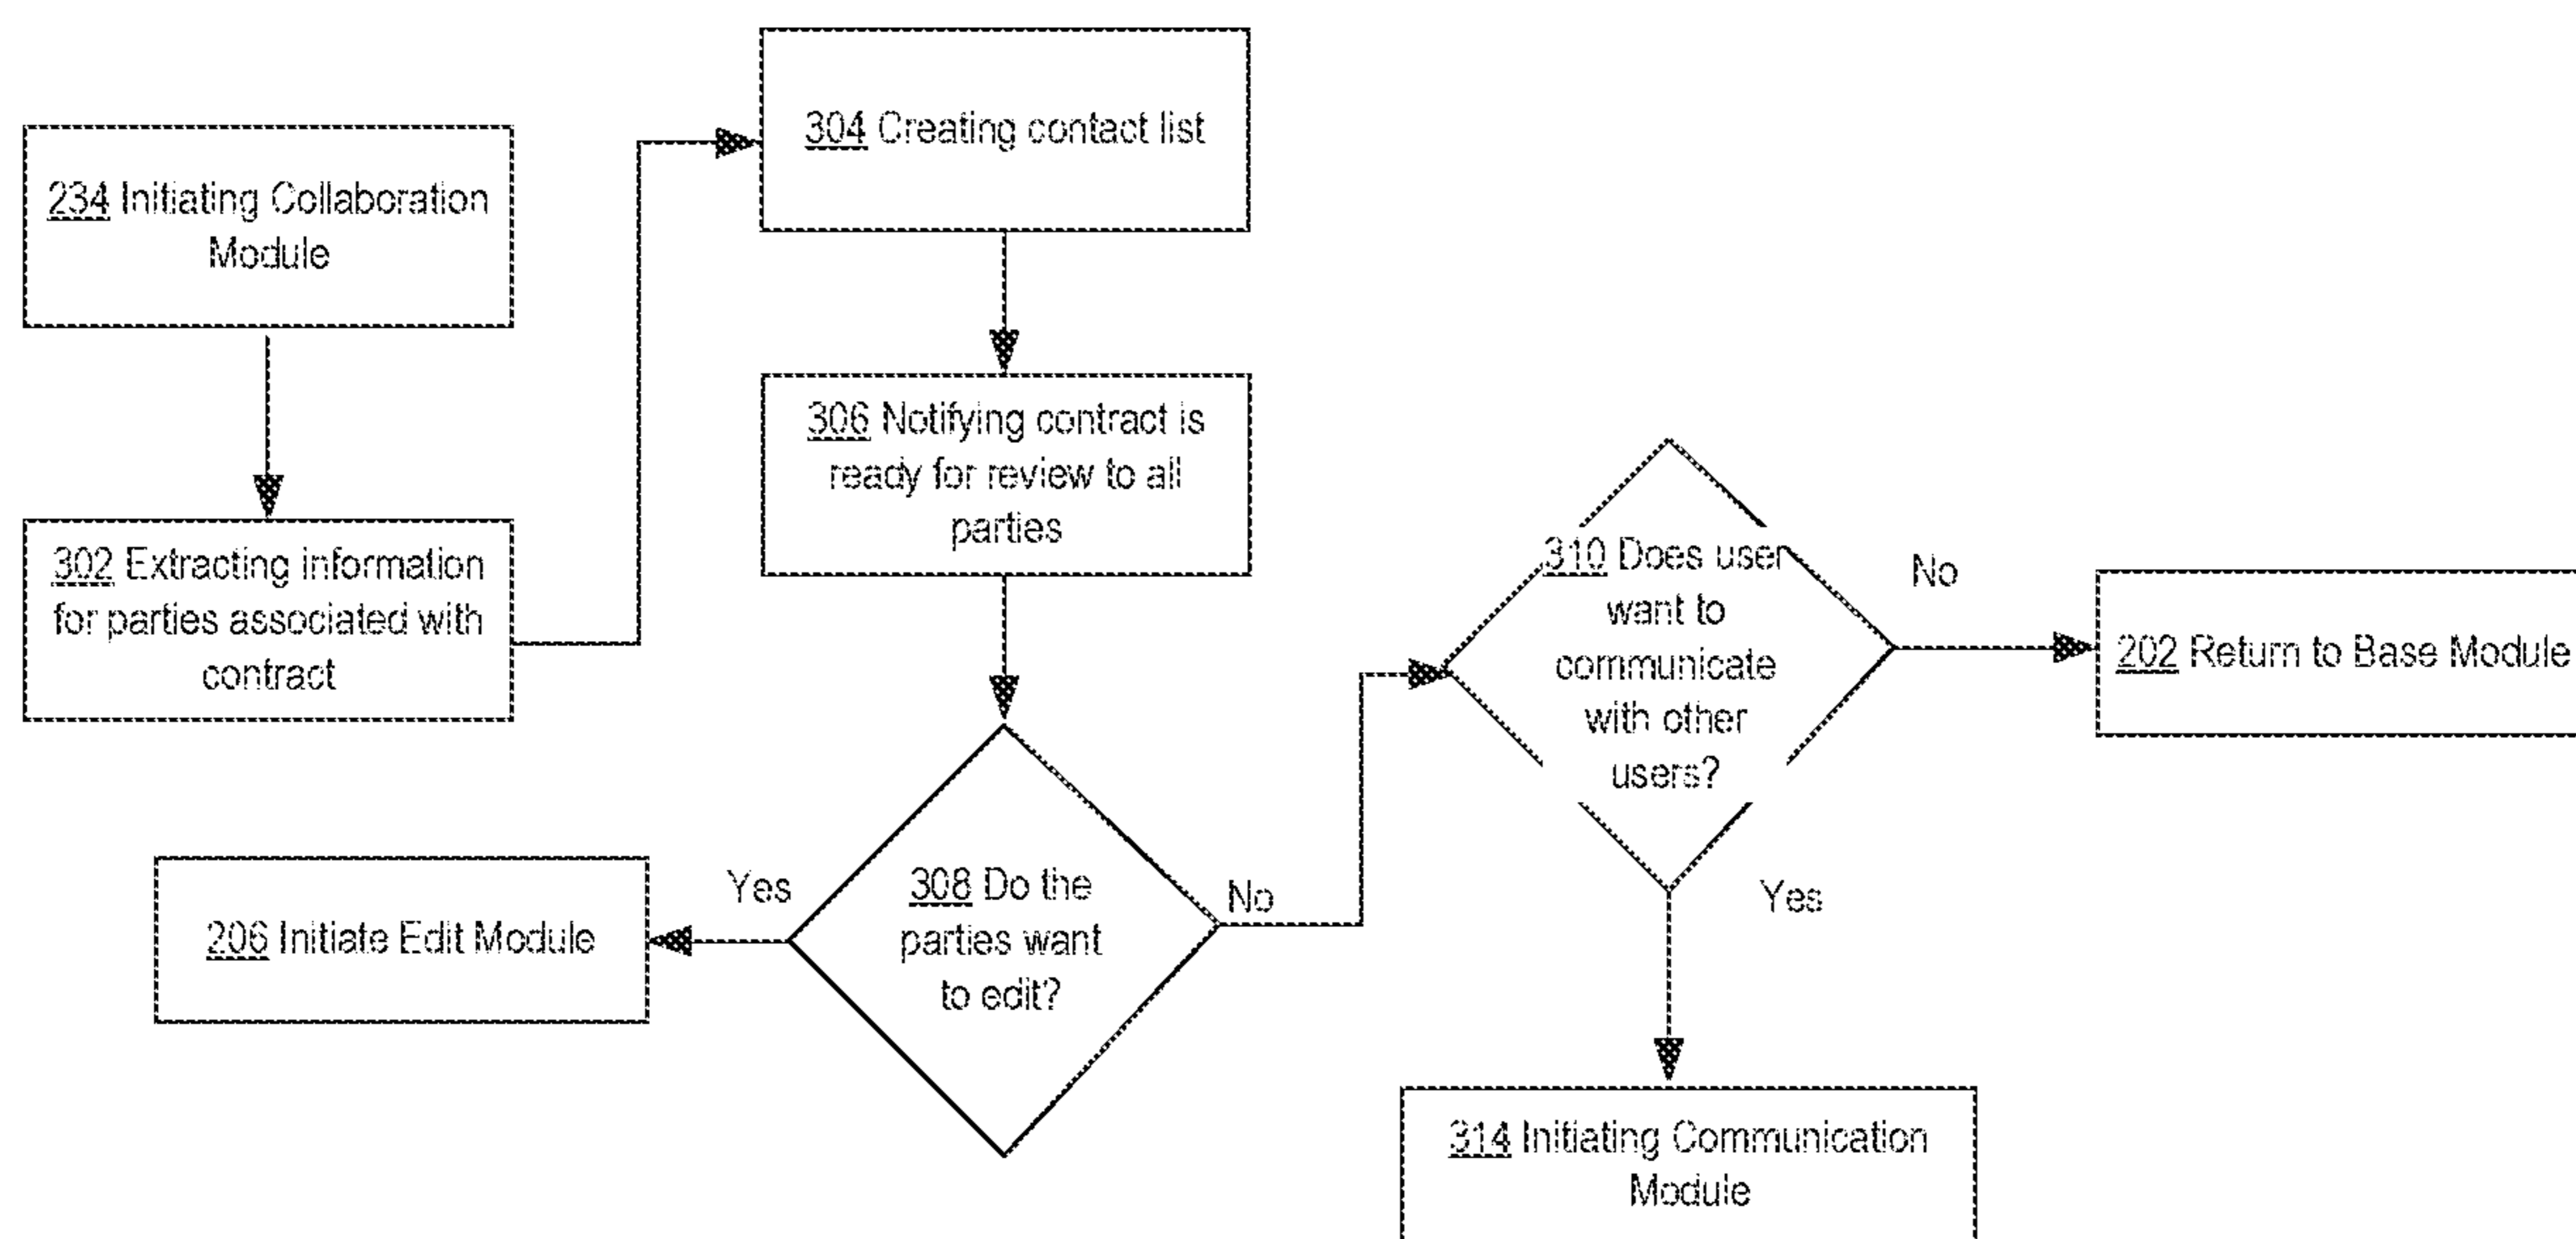 234 Initiating Collaboration
Module
302 Extracting information
for parties associated with
contract
304 Creating contact list
306 Notifying contract is
ready for review to all
parties
308 Do the
parties want
to edit?
Yes
206 Initiate Edit Module
No
310 Does user
want to
communicate
with other
users?
No
202 Return to Base Module
Yes
314 Initiating Communication
Module